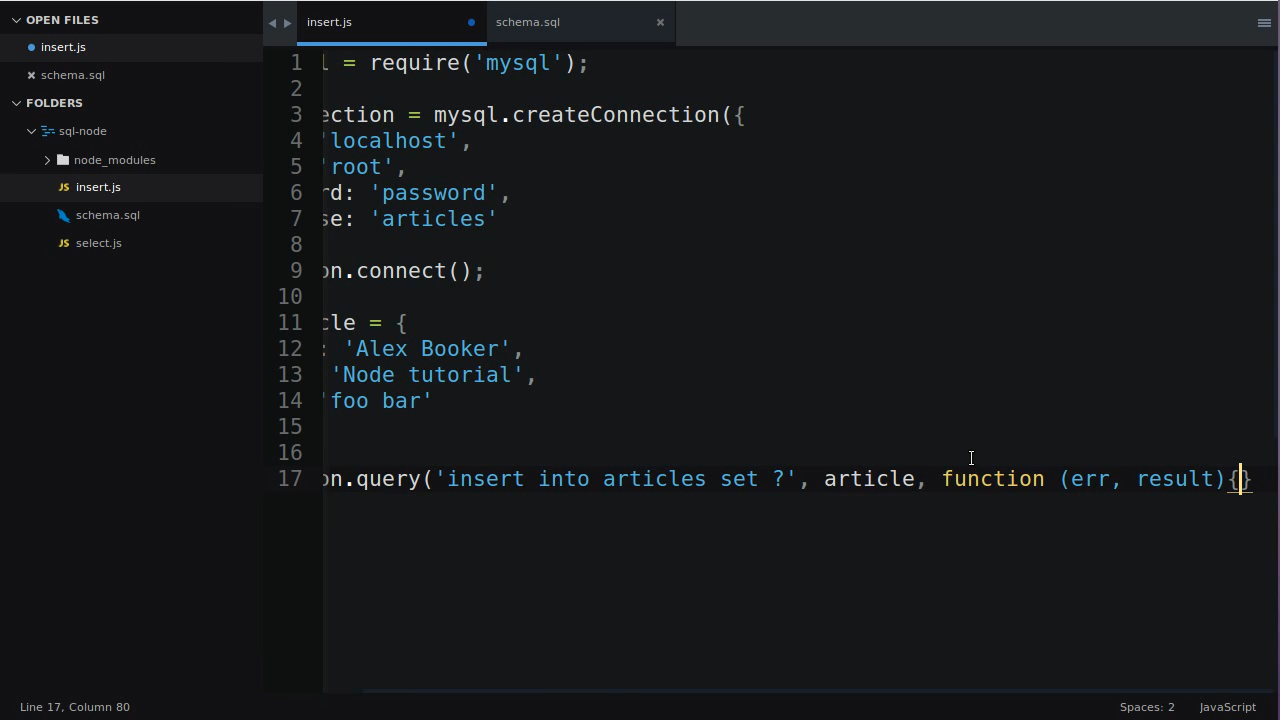 OPEN FILES
insert.js
schema.sql
FOLDERS
sql-node
node_modules
JS insert.js
schema.sql
JS select.js
insert.js
schema.sql
1 = require('mysql');
2
3 ection = mysql.createConnection({
4 'localhost',
5 'root',
6 rd: 'password',
7 se: 'articles'
8
9 on.connect();
10
11 cle = {
12 : 'Alex Booker',
13 'Node tutorial',
14 'foo bar'
15
16
17 on.query('insert into articles set ?', article, function (err, result){}
Line 17, Column 80
Spaces: 2
JavaScript